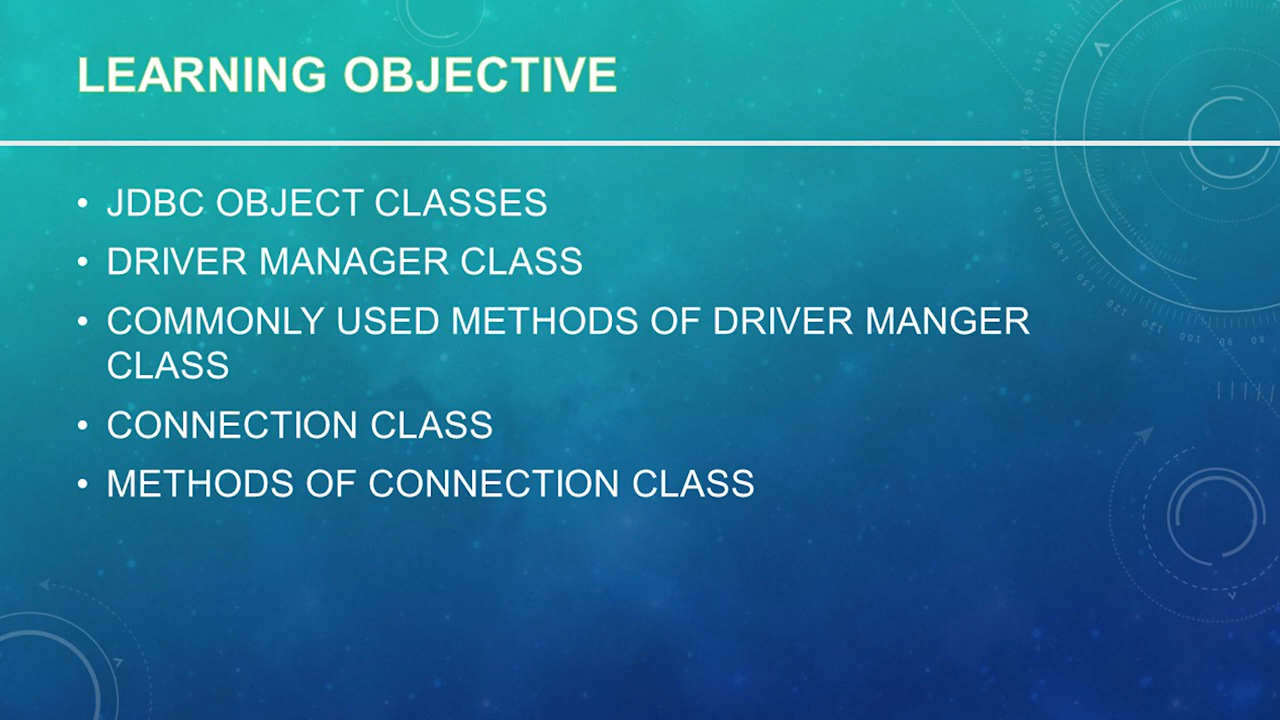 LEARNING OBJECTIVE
• JDBC OBJECT CLASSES
• DRIVER MANAGER CLASS
• COMMONLY USED METHODS OF DRIVER MANGER
CLASS
• CONNECTION CLASS
• METHODS OF CONNECTION CLASS